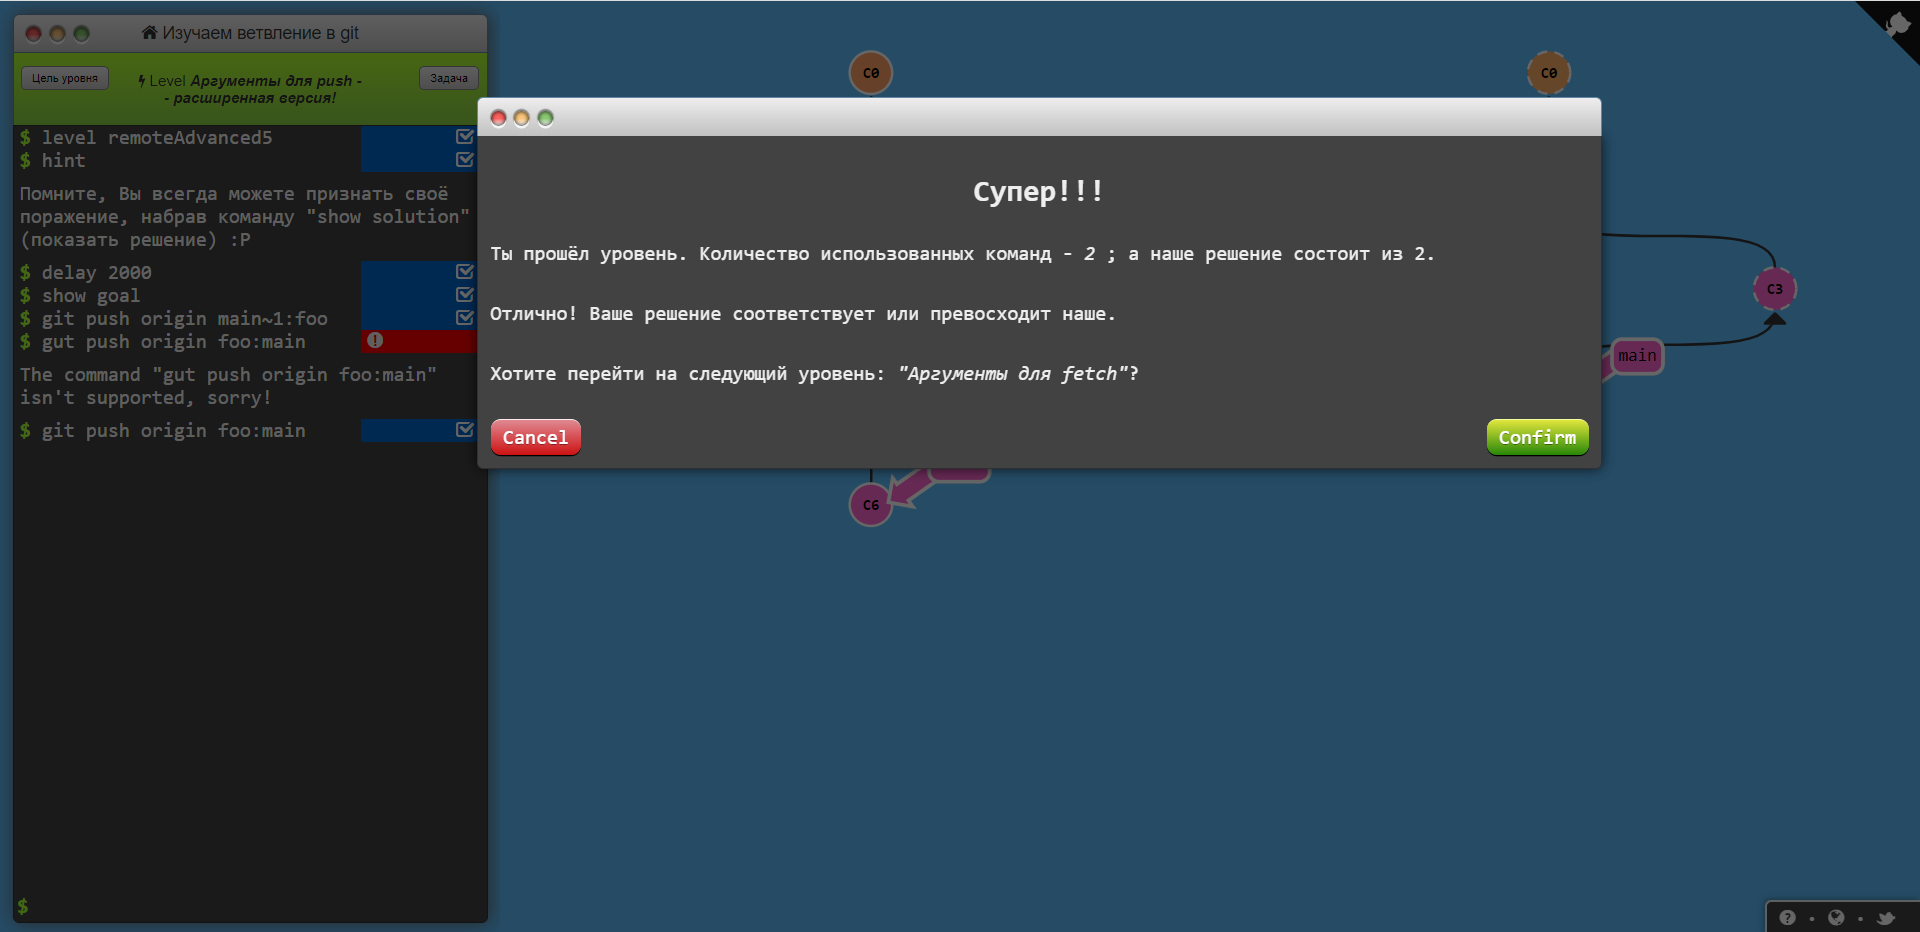 Изучаем ветвление в git
Цель уровня
Level Аргументы для push -
- расширенная версия!
Задача
$ level remoteAdvanced5
$ hint
Помните, Вы всегда можете признать своё
поражение, набрав команду "show solution"
(показать решение) :P
$ delay 2000
$ show goal
$ git push origin main~1:foo
$ gut push origin foo:main
The command "gut push origin foo:main"
isn't supported, sorry!
$ git push origin foo:main
$
C0
C0
Супер!!!
Ты прошёл уровень. Количество использованных команд - 2 ; а наше решение состоит из 2.
Отлично! Ваше решение соответствует или превосходит наше.
Хотите перейти на следующий уровень: "Аргументы для fetch"?
Cancel
Confirm
C3
main
C6